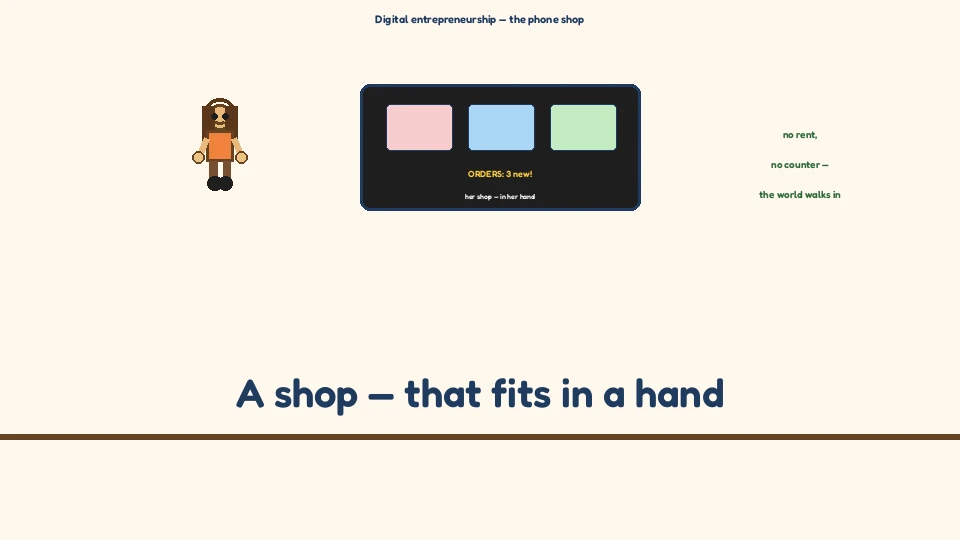 Digital entrepreneurship — the phone shop
no rent,
ORDERS: 3 new!
no counter —
her shop — in her hand
the world walks in
A shop — that fits in a hand